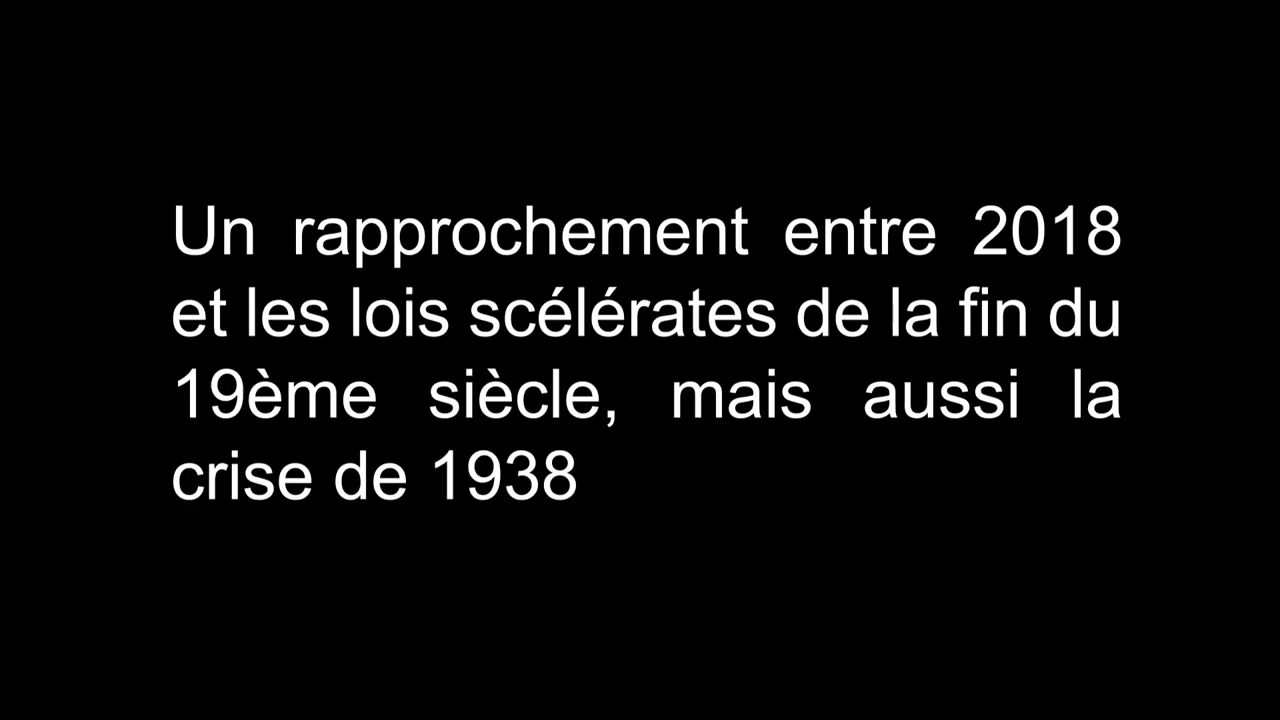 Un rapprochement entre 2018
et les lois scélérates de la fin du
19ème siècle, mais aussi la
crise de 1938